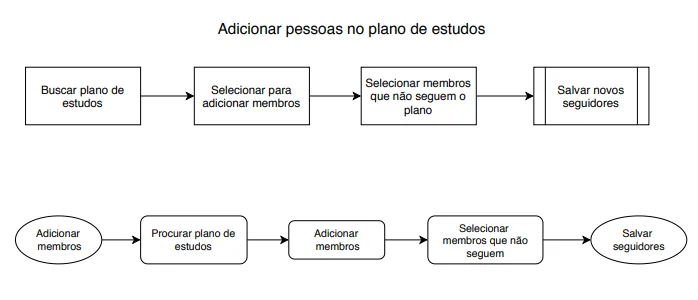 Adicionar pessoas no plano de estudos
Buscar plano de
estudos
Selecionar para
adicionar membros
Selecionar membros
que não seguem o
plano
Salvar novos
seguidores
Adicionar
membros
Procurar plano de
estudos
Adicionar
membros
Selecionar
membros que não
seguem
Salvar
seguidores